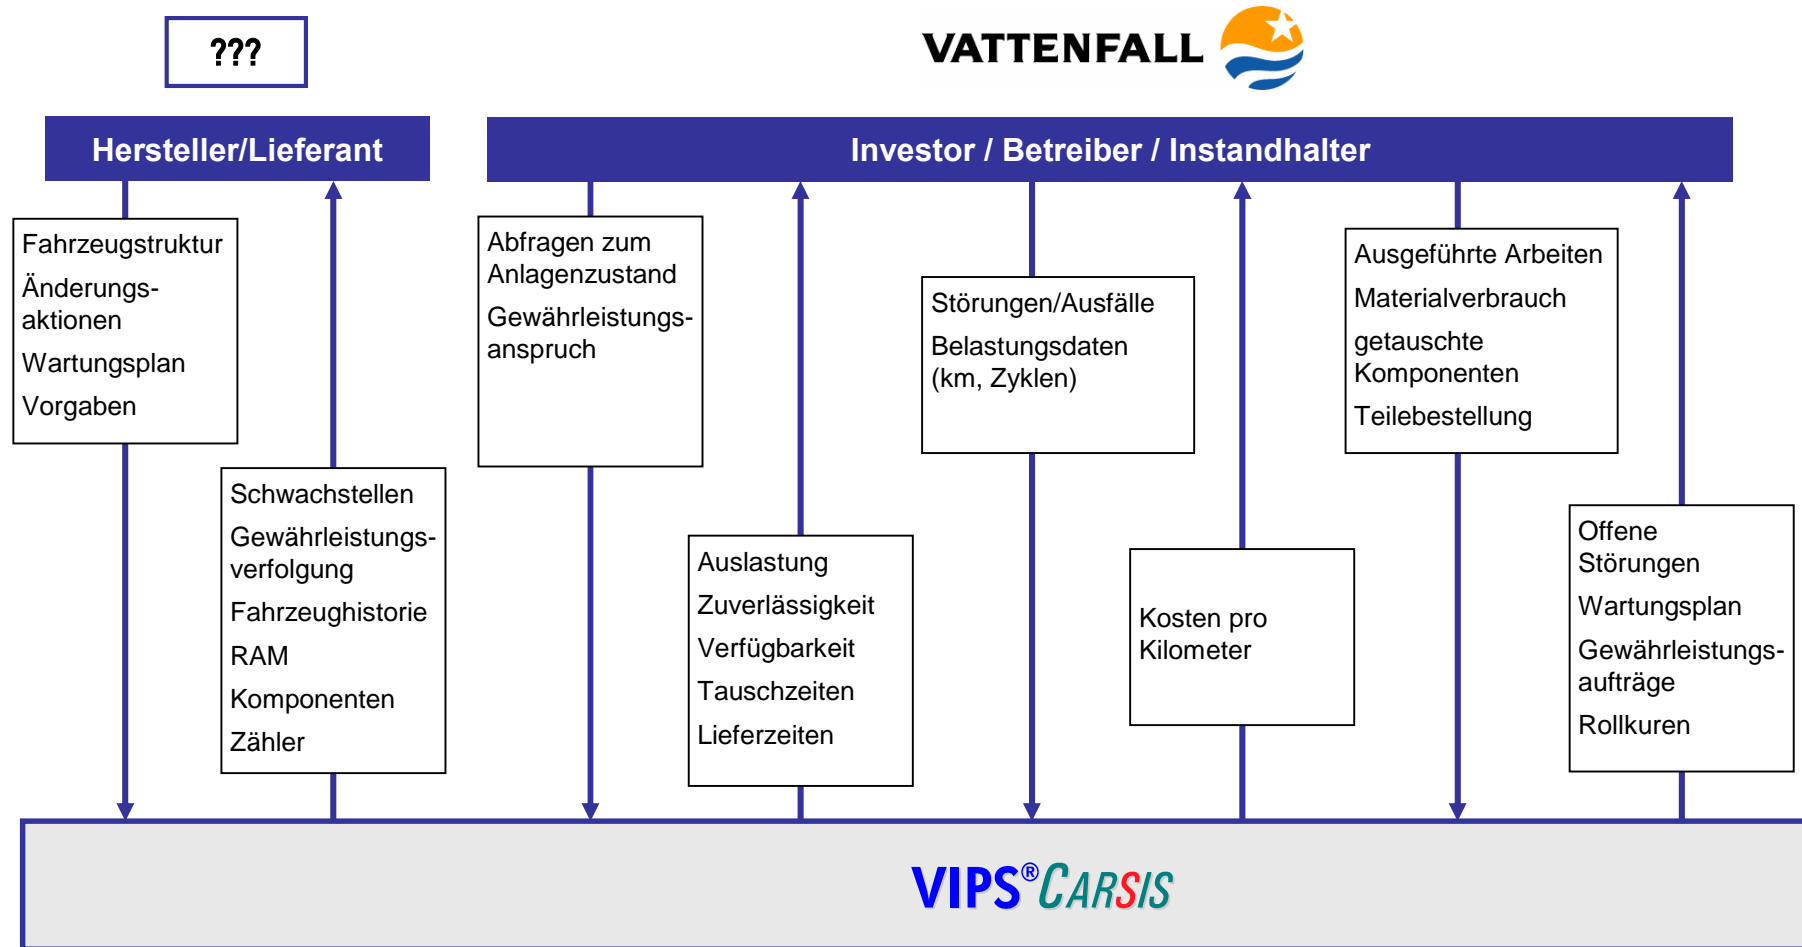 ???
VATTENFALL
Hersteller/Lieferant
Investor / Betreiber / Instandhalter
Fahrzeugstruktur
Änderungs-
aktionen
Wartungsplan
Vorgaben
Schwachstellen
Gewährleistungs-
verfolgung
Fahrzeughistorie
RAM
Komponenten
Zähler
Abfragen zum
Anlagenzustand
Gewährleistungs-
anspruch
Auslastung
Zuverlässigkeit
Verfügbarkeit
Tauschzeiten
Lieferzeiten
Störungen/Ausfälle
Belastungsdaten
(km, Zyklen)
Kosten pro
Kilometer
Ausgeführte Arbeiten
Materialverbrauch
getauschte
Komponenten
Teilebestellung
Offene
Störungen
Wartungsplan
Gewährleistungs-
aufträge
Rollkuren
VIPS®CARSIS